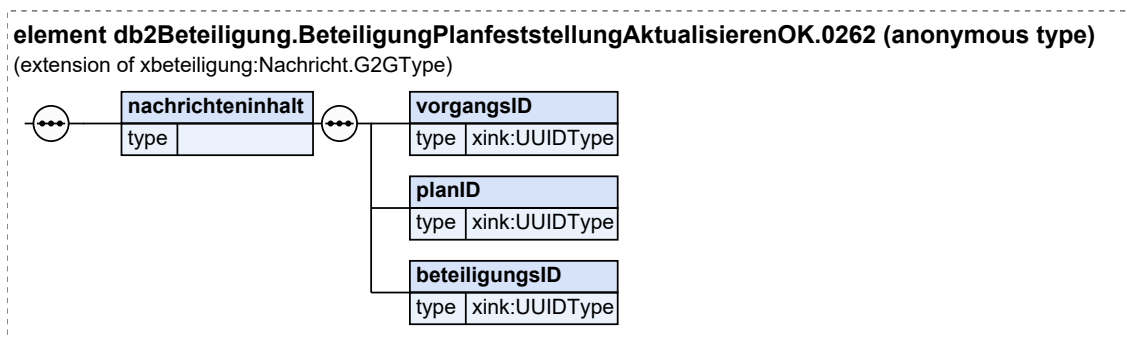 element db2Beteiligung.BeteiligungPlanfeststellungAktualisierenOK.0262 (anonymous type)
(extension of xbeteiligung:Nachricht.G2GType)
nachrichteninhalt
type
vorgangsID
type xink:UUIDType
planID
type xink:UUIDType
beteiligungsID
type xink:UUIDType